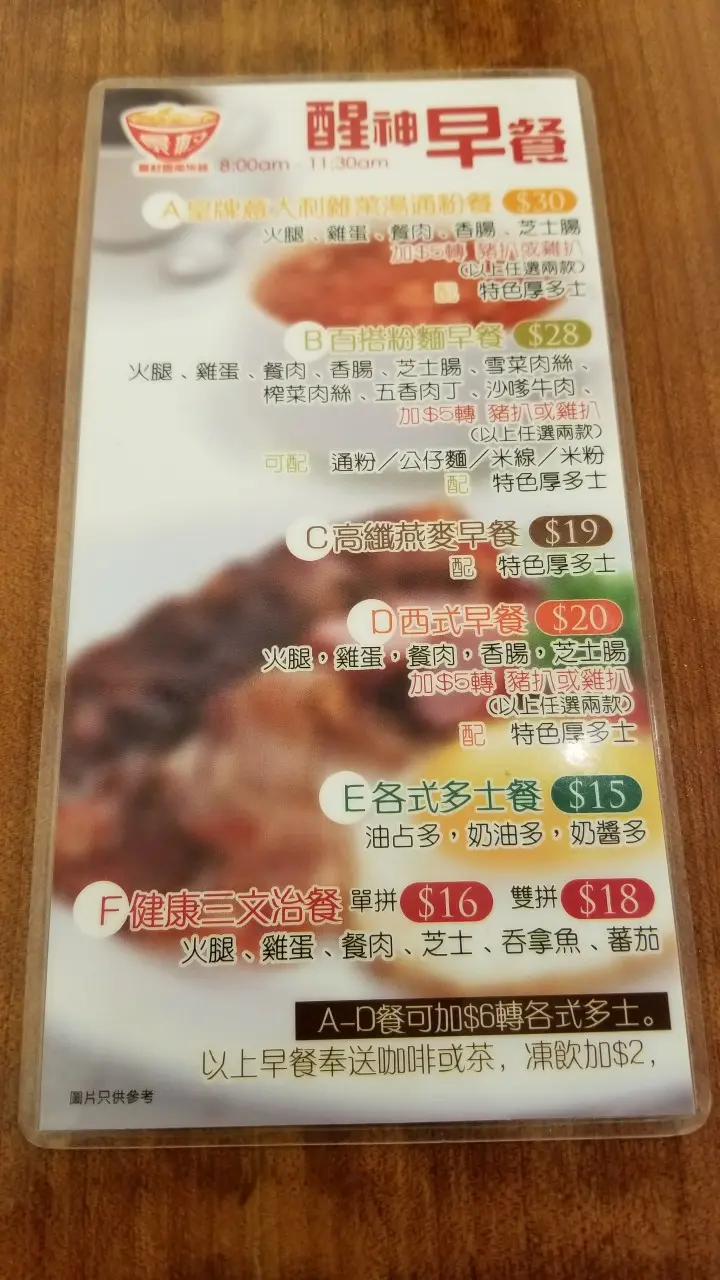 醒神早餐
8:00am - 11:30am
A 皇牌意大利雜菜湯通粉餐 $30
火腿、雞蛋、餐肉、香腸、芝士腸
加$5轉 豬扒或雞扒
(以上任選兩款)
配 特色厚多士
B 百搭粉麵早餐 $28
火腿、雞蛋、餐肉、香腸、芝士腸、雪菜肉絲、
榨菜肉絲、五香肉丁、沙嗲牛肉、
加$5轉 豬扒或雞扒
(以上任選兩款)
可配 通粉/公仔麵/米線/米粉
配 特色厚多士
C 高纖燕麥早餐 $19
配 特色厚多士
D 西式早餐 $20
火腿，雞蛋，餐肉，香腸，芝士腸
加$5轉 豬扒或雞扒
(以上任選兩款)
配 特色厚多士
E 各式多士餐 $15
油占多，奶油多，奶醬多
F 健康三文治餐 單拼 $16 雙拼 $18
火腿、雞蛋、餐肉、芝士、吞拿魚、蕃茄
A-D餐可加$6轉各式多士。
以上早餐奉送咖啡或茶, 凍飲加$2,
圖片只供參考